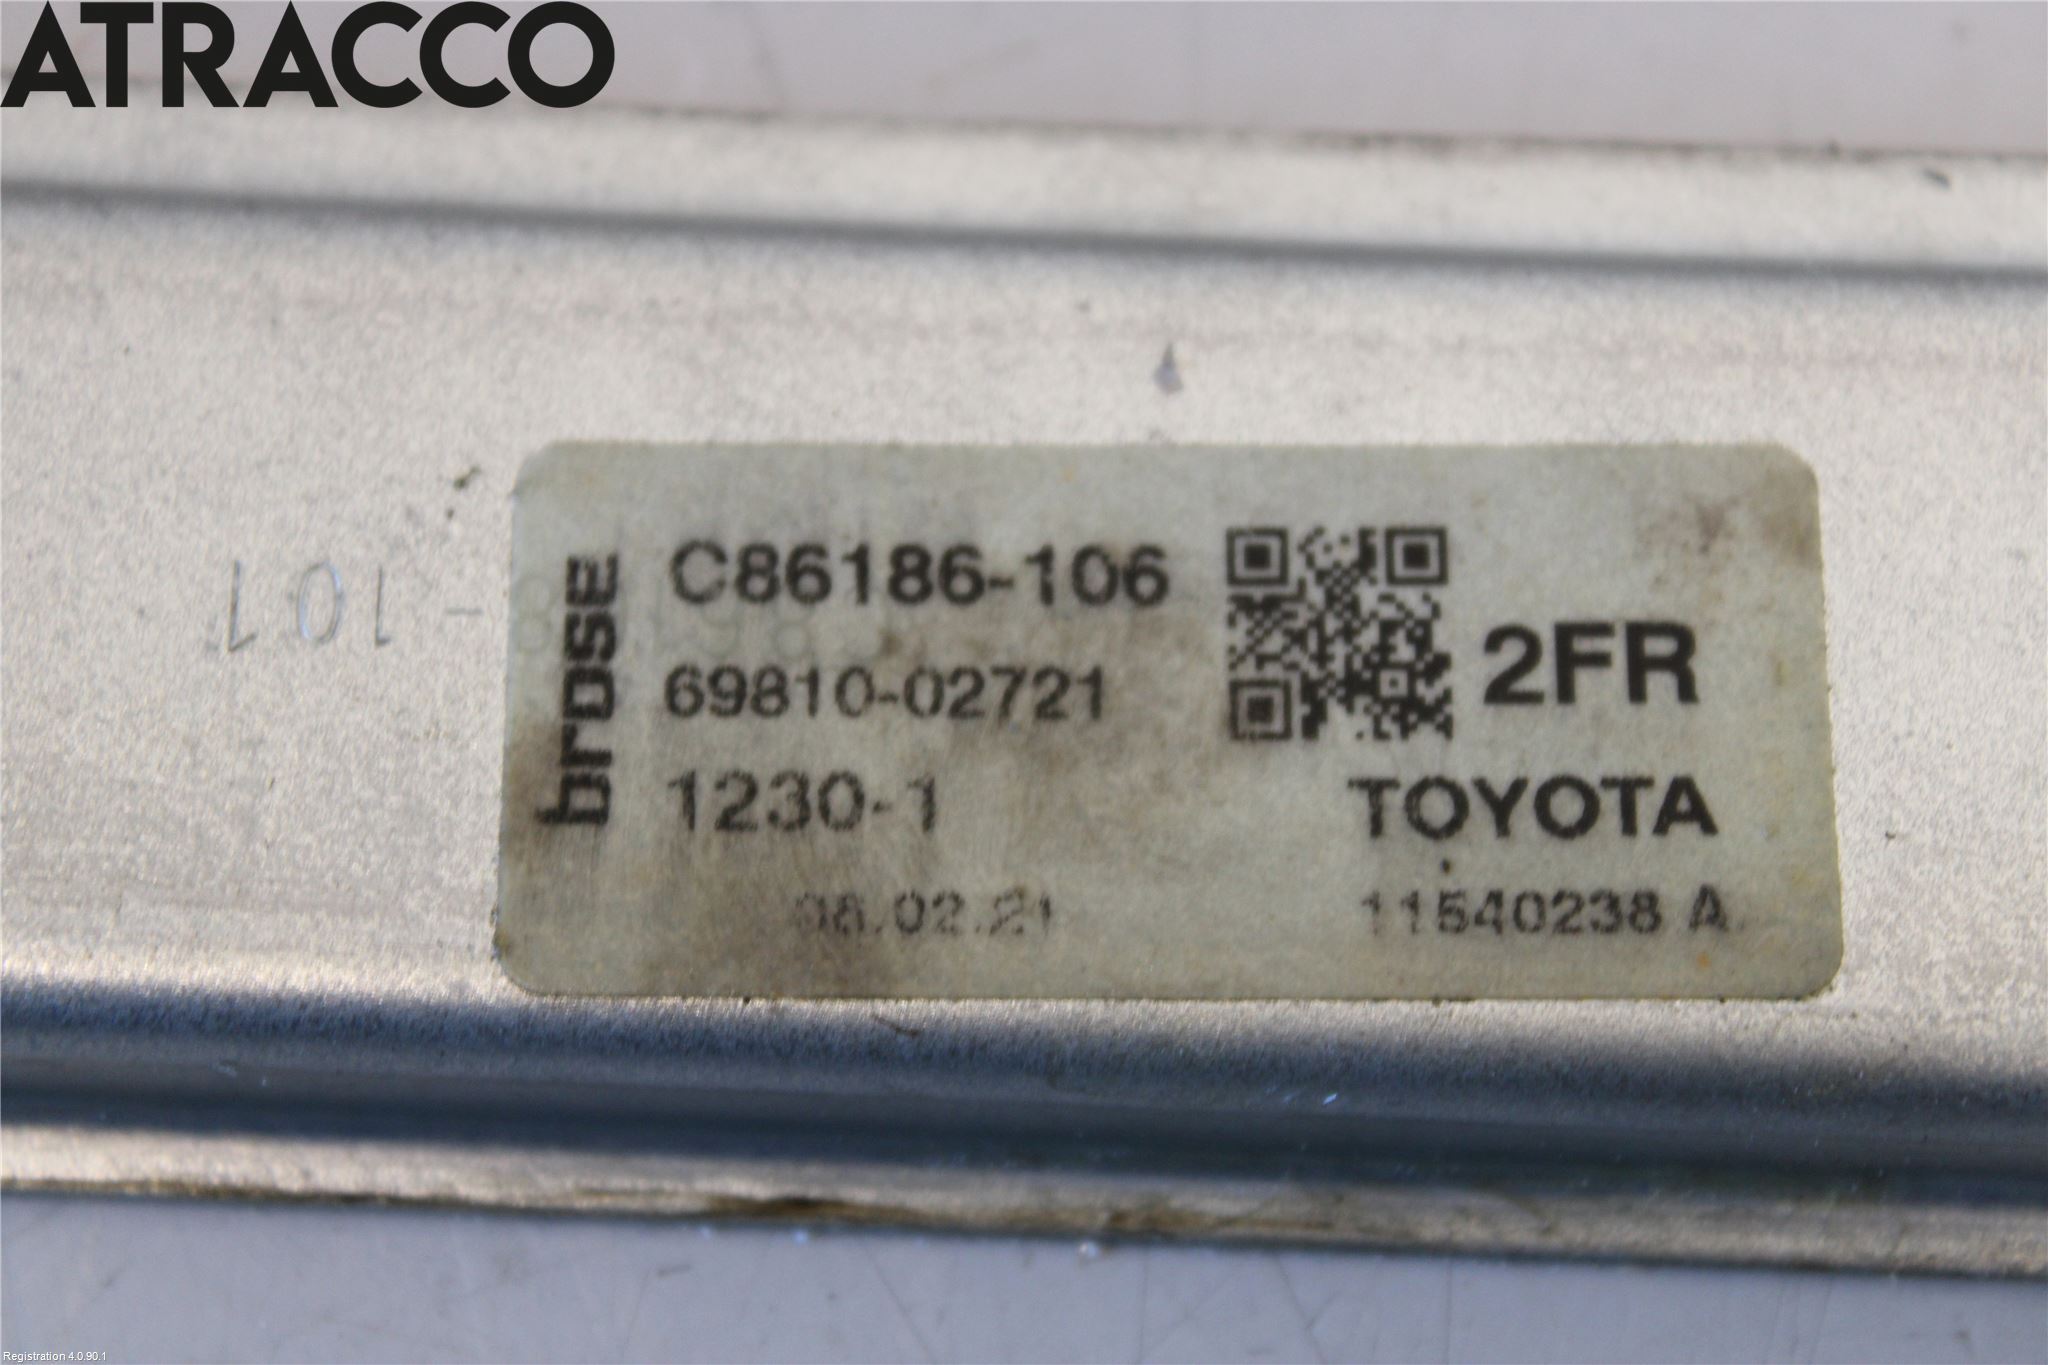 ATRACCO
C86186-106
brose
2FR
69810-02721
1230-1
TOYOTA
08.02.21
11540238 A
101-
Registration 4.0.90.1